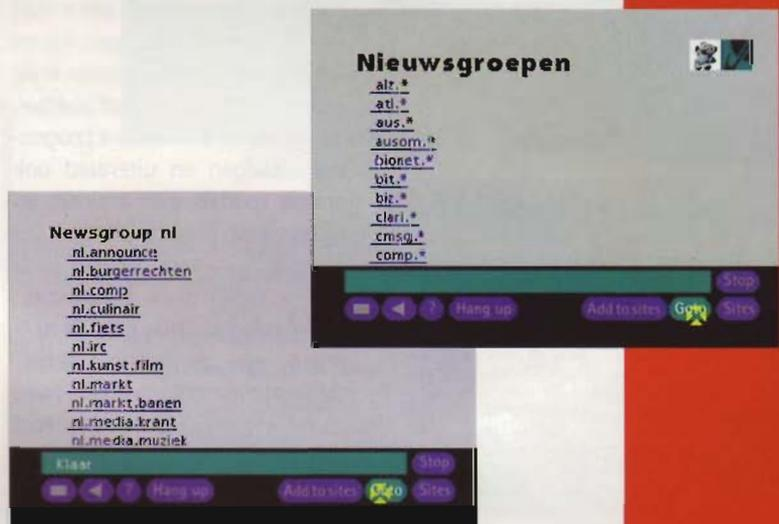 Nieuwsgroepen
alt.*
atl.*
aus.*
ausom.*
bionet.*
bit.*
biz.*
clari.*
cmsg.*
comp.*
Stop
? Hang up Add to sites Goto Sites
Newsgroup nl
nl.announce
nl.burgerrechten
nl.comp
nl.culinair
nl.fiets
nl.irc
nl.kunst.film
nl.markt
nl.markt.banen
nl.media.krant
nl.media.muziek
Klaar Stop
? Hang up Add to sites Goto Sites